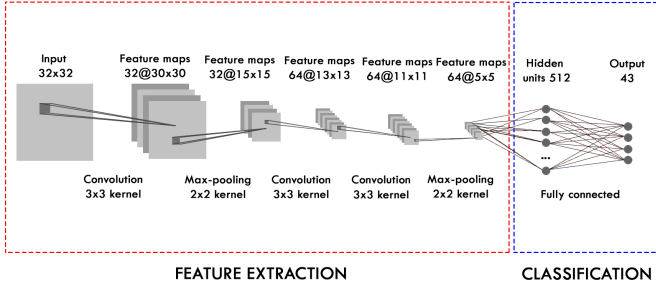 Input
32x32
Feature maps
32@30x30
Feature maps
32@15x15
Feature maps
64@13x13
Feature maps
64@11x11
Feature maps
64@5x5
Hidden
units 512
Output
43
Convolution
3x3 kernel
Max-pooling
2x2 kernel
Convolution
3x3 kernel
Convolution
3x3 kernel
Max-pooling
2x2 kernel
...
Fully connected
FEATURE EXTRACTION
CLASSIFICATION